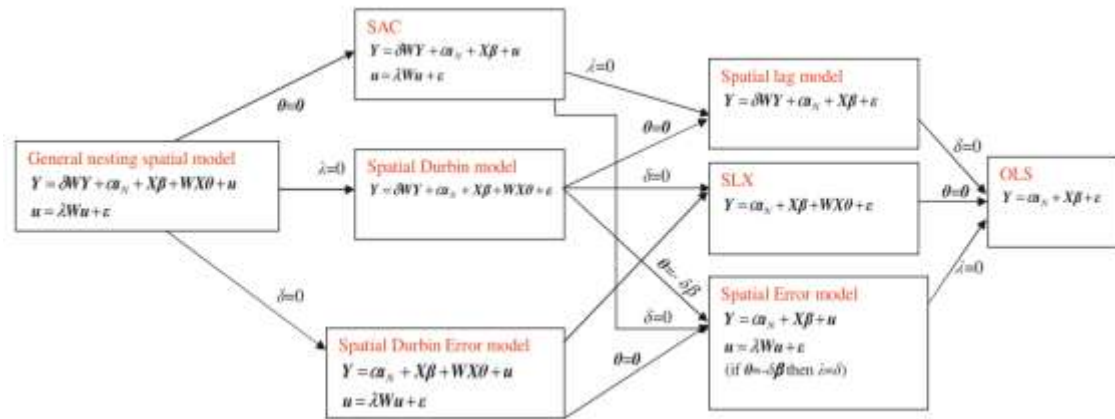 SAC
Y = δWY + αι_N + Xβ + u
u = λWu + ε
λ=0
Spatial lag model
Y = δWY + αι_N + Xβ + ε
θ=0
θ=0
General nesting spatial model
Y = δWY + αι_N + Xβ + WXθ + u
u = λWu + ε
λ=0
Spatial Durbin model
Y = δWY + αι_N + Xβ + WXθ + ε
δ=0
SLX
Y = αι_N + Xβ + WXθ + ε
δ=0
θ=0
OLS
Y = αι_N + Xβ + ε
θ=- δβ
δ=0
Spatial Durbin Error model
Y = αι_N + Xβ + WXθ + u
u = λWu + ε
δ=0
θ=0
Spatial Error model
Y = αι_N + Xβ + u
u = λWu + ε
(if θ=-δβ then λ=δ)
λ=0